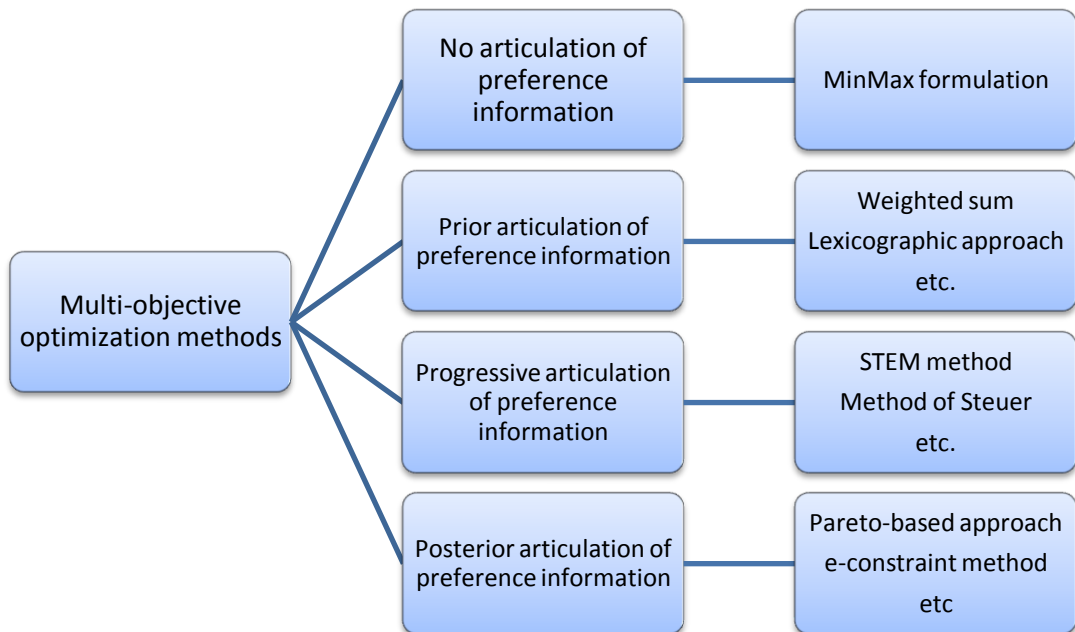 Multi-objective
optimization methods
No articulation of
preference
information
MinMax formulation
Prior articulation of
preference information
Weighted sum
Lexicographic approach
etc.
Progressive articulation
of preference
information
STEM method
Method of Steuer
etc.
Posterior articulation of
preference information
Pareto-based approach
e-constraint method
etc